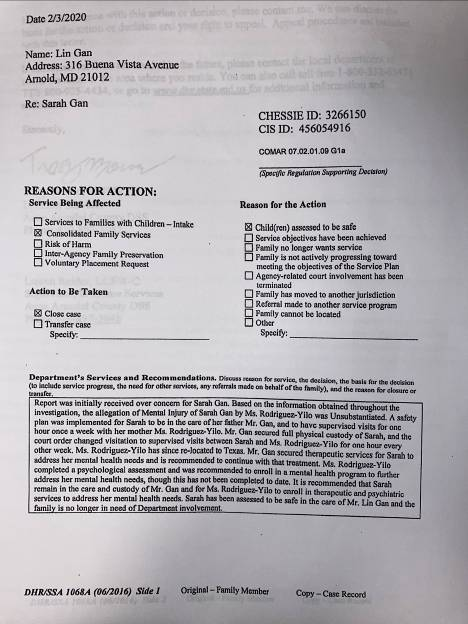 Date 2/3/2020
Name: Lin Gan
Address: 316 Buena Vista Avenue
Arnold, MD 21012
Re: Sarah Gan
CHESSIE ID: 3266150
CIS ID: 456054916
COMAR 07.02.01.09 G1a
(Specific Regulation Supporting Decision)
REASONS FOR ACTION:
Service Being Affected
☐ Services to Families with Children – Intake
☒ Consolidated Family Services
☐ Risk of Harm
☐ Inter-Agency Family Preservation
☐ Voluntary Placement Request
Action to Be Taken
☒ Close case
☐ Transfer case
Specify:
Reason for the Action
☒ Child(ren) assessed to be safe
☐ Service objectives have been achieved
☐ Family no longer wants service
☐ Family is not actively progressing toward
meeting the objectives of the Service Plan
☐ Agency-related court involvement has been
terminated
☐ Family has moved to another jurisdiction
☐ Referral made to another service program
☐ Family cannot be located
☐ Other
Specify:
Department's Services and Recommendations. Discuss reason for service, the decision, the basis for the decision
(to include service progress, the need for other services, any referrals made on behalf of the family), and the reason for closure or
transfer.
Report was initially received over concern for Sarah Gan. Based on the information obtained throughout the
investigation, the allegation of Mental Injury of Sarah Gan by Ms. Rodriguez-Yilo was Unsubstantiated. A safety
plan was implemented for Sarah to be in the care of her father Mr. Gan, and to have supervised visits for one
hour once a week with her mother Ms. Rodriguez-Yilo. Mr. Gan secured full physical custody of Sarah, and the
court order changed visitation to supervised visits between Sarah and Ms. Rodriguez-Yilo for one hour every
other week. Ms. Rodriguez-Yilo has since re-located to Texas. Mr. Gan secured therapeutic services for Sarah to
address her mental health needs and is recommended to continue with that treatment. Ms. Rodriguez-Yilo
completed a psychological assessment and was recommended to enroll in a mental health program to further
address her mental health needs, though this has not been completed to date. It is recommended that Sarah
remain in the care and custody of Mr. Gan and for Ms. Rodriguez-Yilo to enroll in therapeutic and psychiatric
services to address her mental health needs. Sarah has been assessed to be safe in the care of Mr. Lin Gan and the
family is no longer in need of Department involvement.
DHR/SSA 1068A (06/2016) Side 1
Original – Family Member
Copy – Case Record